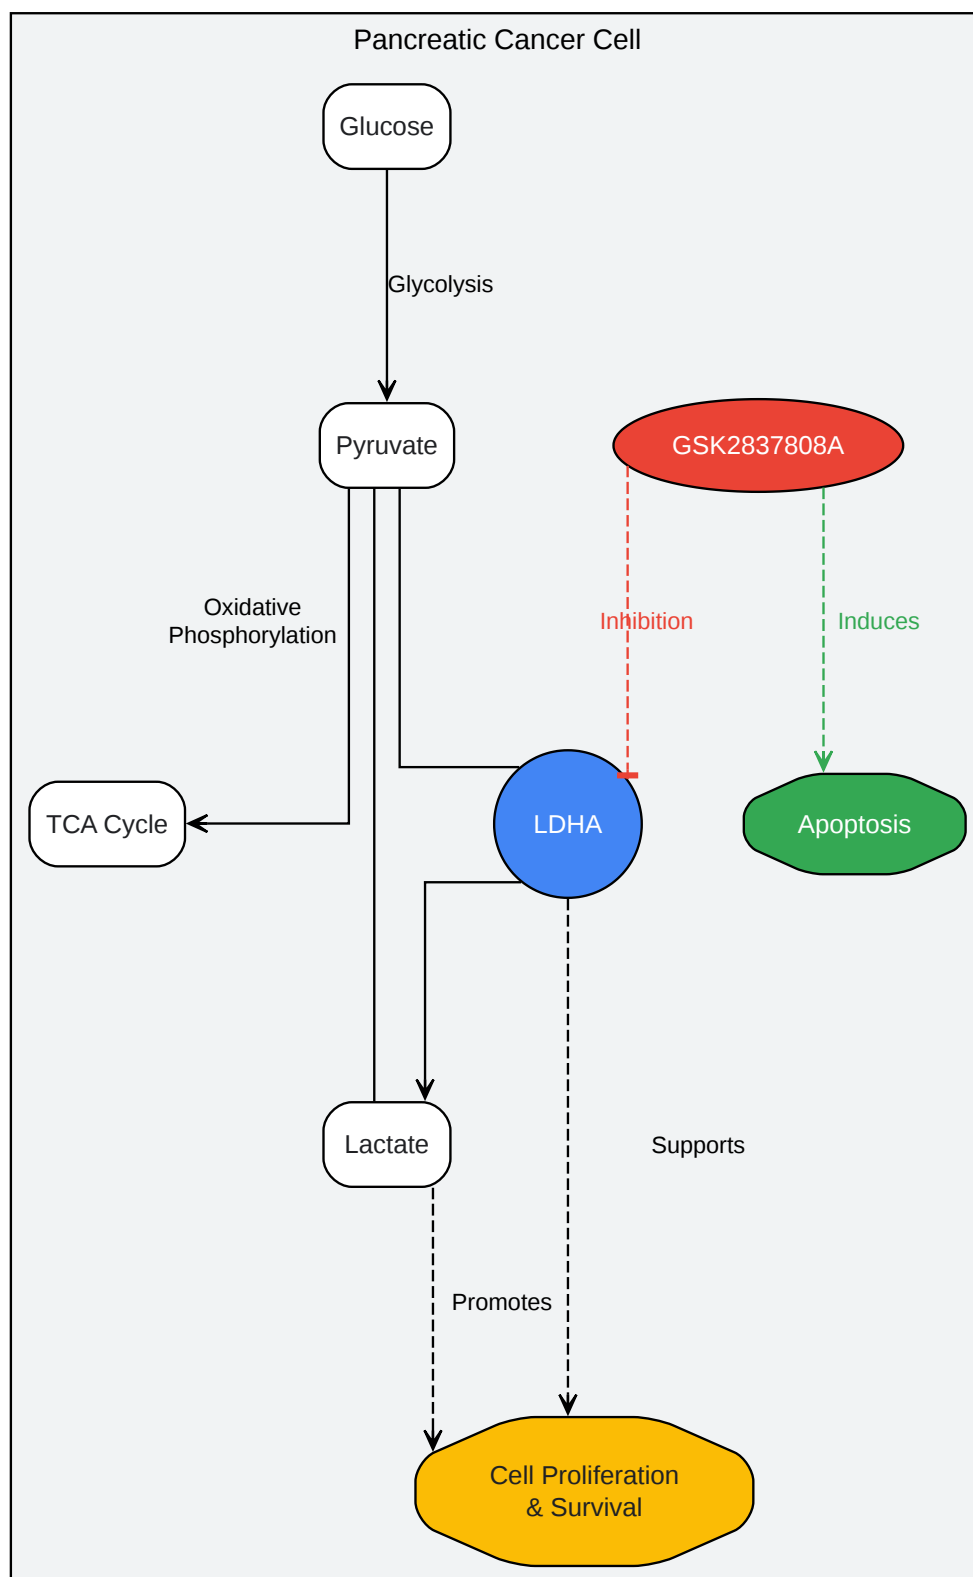 Pancreatic Cancer Cell
Glucose
Glycolysis
Pyruvate
GSK2837808A
Oxidative
Phosphorylation
Inhibition
Induces
TCA Cycle
LDHA
Apoptosis
Lactate
Supports
Promotes
Cell Proliferation
& Survival